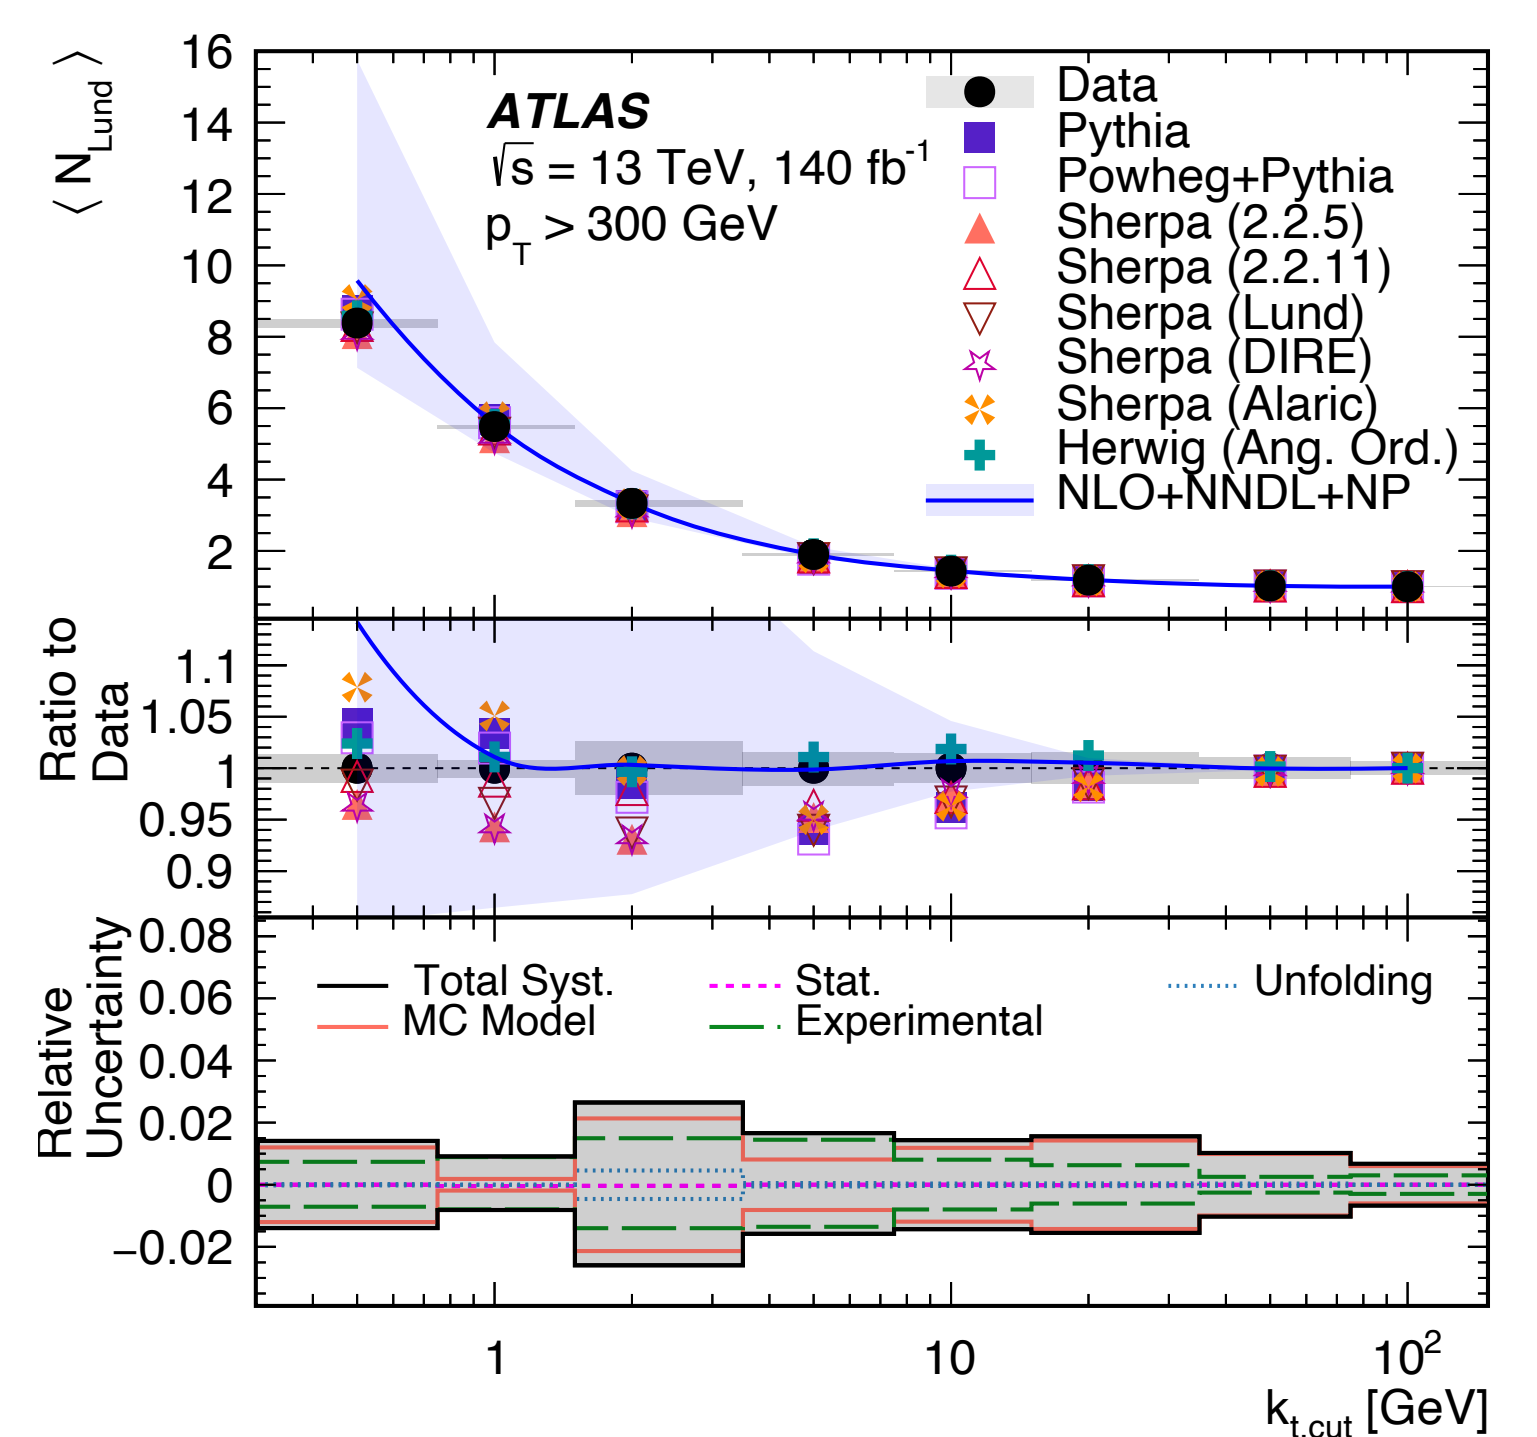 ⟨ N_Lund ⟩
16
14
12
10
8
6
4
2
ATLAS
√s = 13 TeV, 140 fb⁻¹
p_T > 300 GeV
Data
Pythia
Powheg+Pythia
Sherpa (2.2.5)
Sherpa (2.2.11)
Sherpa (Lund)
Sherpa (DIRE)
Sherpa (Alaric)
Herwig (Ang. Ord.)
NLO+NNDL+NP
Ratio to
Data
1.1
1.05
1
0.95
0.9
Relative
Uncertainty
0.08
0.06
0.04
0.02
0
−0.02
Total Syst.
Stat.
Unfolding
MC Model
Experimental
1
10
10²
k_t,cut [GeV]